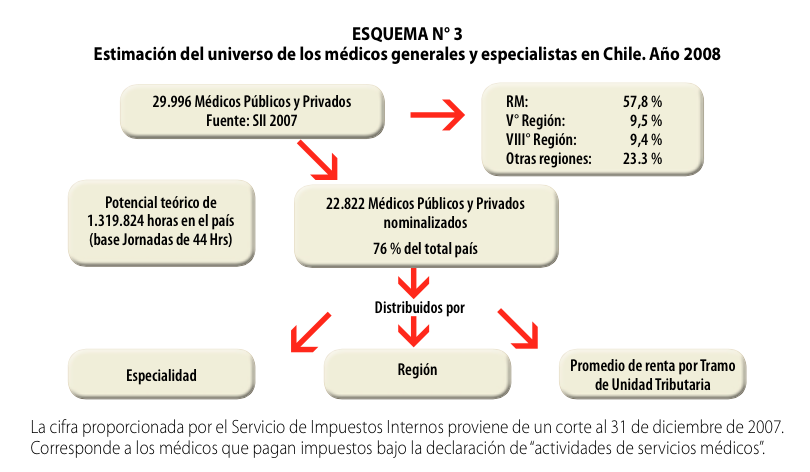 ESQUEMA N° 3
Estimación del universo de los médicos generales y especialistas en Chile. Año 2008
29.996 Médicos Públicos y Privados
Fuente: SII 2007
RM: 57,8 %
V° Región: 9,5 %
VIII° Región: 9,4 %
Otras regiones: 23.3 %
Potencial teórico de
1.319.824 horas en el país
(base Jornadas de 44 Hrs)
22.822 Médicos Públicos y Privados
nominalizados
76 % del total país
Distribuidos por
Especialidad
Región
Promedio de renta por Tramo
de Unidad Tributaria
La cifra proporcionada por el Servicio de Impuestos Internos proviene de un corte al 31 de diciembre de 2007.
Corresponde a los médicos que pagan impuestos bajo la declaración de “actividades de servicios médicos”.